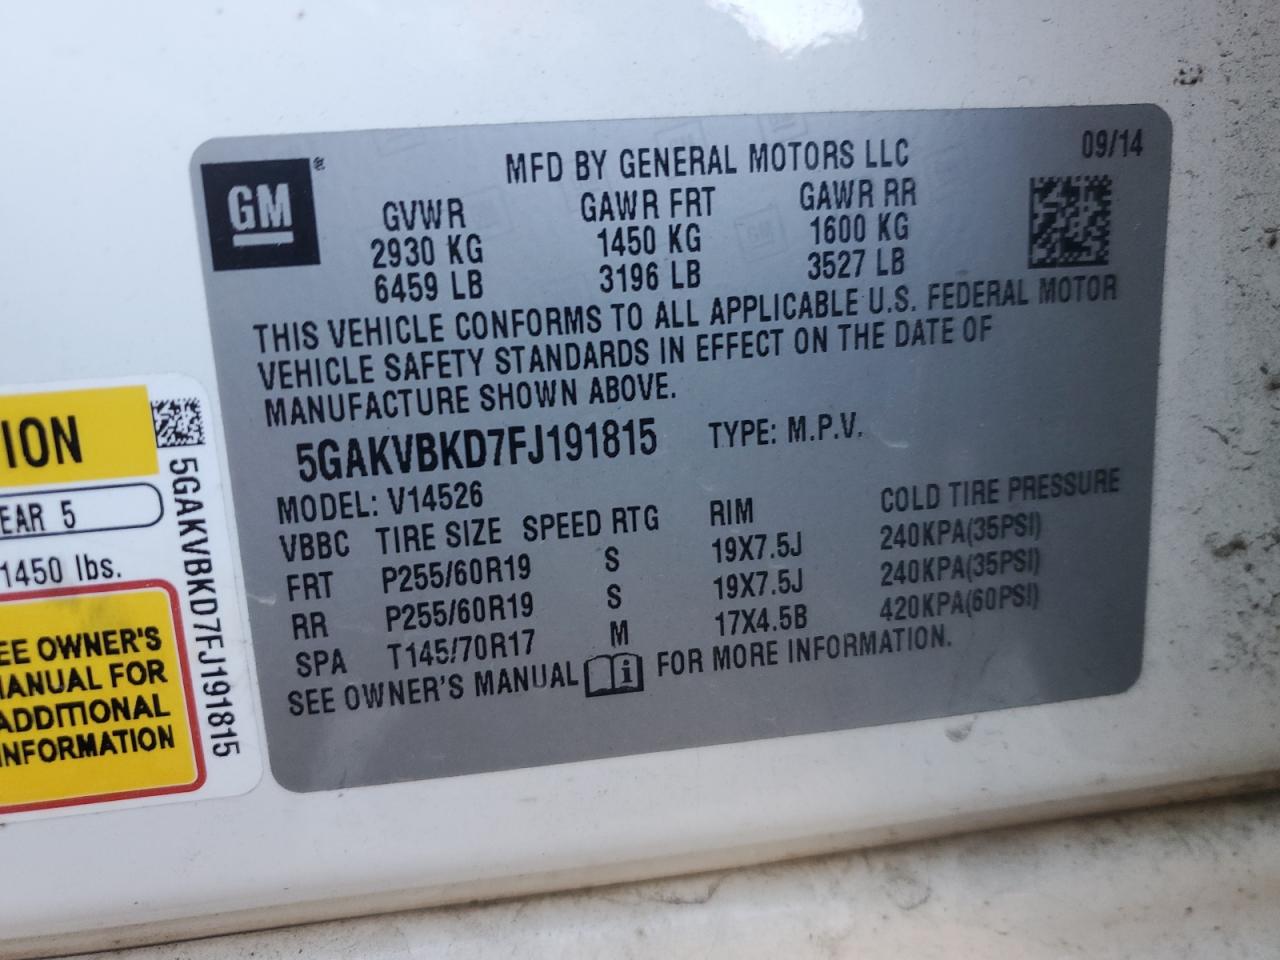 GM
®
MFD BY GENERAL MOTORS LLC
09/14
GVWR GAWR FRT GAWR RR
2930 KG 1450 KG 1600 KG
6459 LB 3196 LB 3527 LB
THIS VEHICLE CONFORMS TO ALL APPLICABLE U.S. FEDERAL MOTOR
VEHICLE SAFETY STANDARDS IN EFFECT ON THE DATE OF
MANUFACTURE SHOWN ABOVE.
5GAKVBKD7FJ191815 TYPE: M.P.V.
MODEL: V14526
VBBC TIRE SIZE SPEED RTG RIM COLD TIRE PRESSURE
FRT P255/60R19 S 19X7.5J 240KPA(35PSI)
RR P255/60R19 S 19X7.5J 240KPA(35PSI)
SPA T145/70R17 M 17X4.5B 420KPA(60PSI)
SEE OWNER'S MANUAL i FOR MORE INFORMATION.
ION
EAR 5
1450 lbs.
EE OWNER'S
ANUAL FOR
ADDITIONAL
INFORMATION
5GAKVBKD7FJ191815